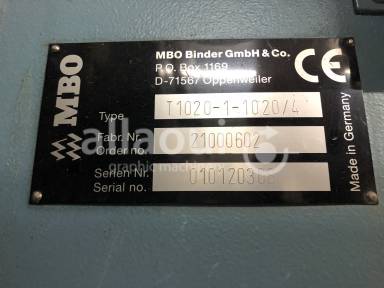 MBO
MBO Binder GmbH & Co.
P.O. Box 1169
D-71567 Oppenweiler
CE
Type T1020-1-1020/4
Fabr. Nr.
Order no. 21000602
Serien Nr.
Serial no.
Made in Germany